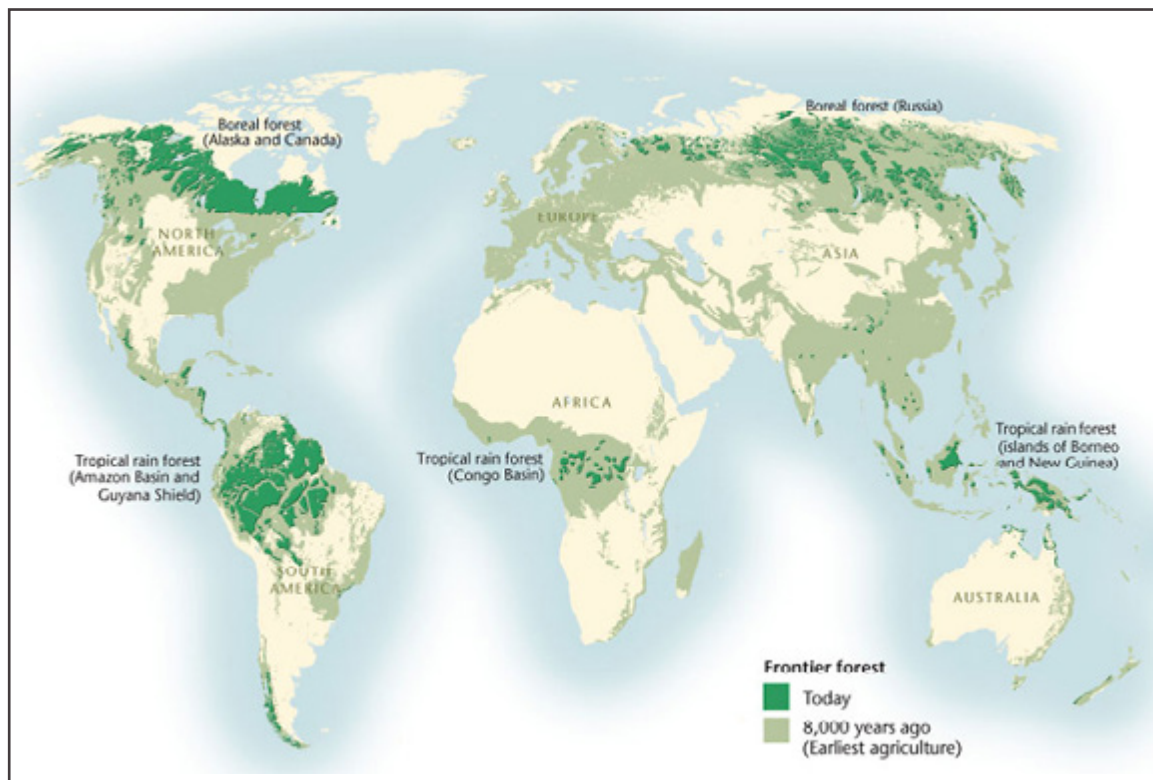 Boreal forest
(Alaska and Canada)
Boreal forest (Russia)
NORTH
AMERICA
EUROPE
ASIA
AFRICA
Tropical rain forest
(Amazon Basin and
Guyana Shield)
Tropical rain forest
(Congo Basin)
Tropical rain forest
(islands of Borneo
and New Guinea)
SOUTH
AMERICA
AUSTRALIA
Frontier forest
Today
8,000 years ago
(Earliest agriculture)